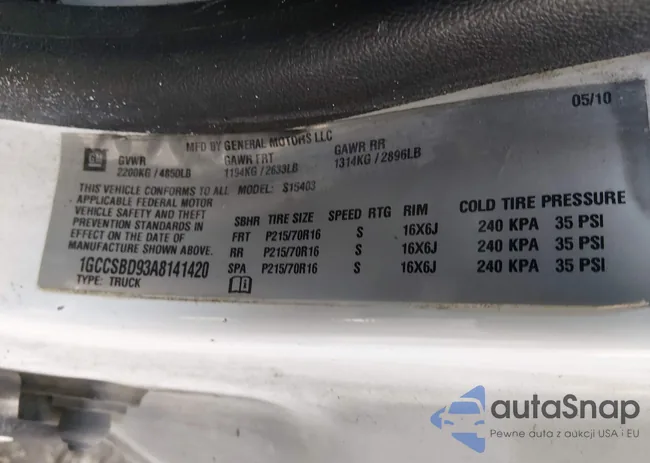 05/10
MFD BY GENERAL MOTORS LLC
GM GVWR GAWR FRT GAWR RR
2200KG / 4850LB 1194KG / 2633LB 1314KG / 2896LB
THIS VEHICLE CONFORMS TO ALL MODEL: S15403
APPLICABLE FEDERAL MOTOR
VEHICLE SAFETY AND THEFT
PREVENTION STANDARDS IN
EFFECT ON THE DATE OF
MANUFACTURE SHOWN ABOVE.
1GCCSBD93A8141420
TYPE: TRUCK
COLD TIRE PRESSURE
SBHR TIRE SIZE SPEED RTG RIM
FRT P215/70R16 S 16X6J 240 KPA 35 PSI
RR P215/70R16 S 16X6J 240 KPA 35 PSI
SPA P215/70R16 S 16X6J 240 KPA 35 PSI
autaSnap
Pewne auta z aukcji USA i EU